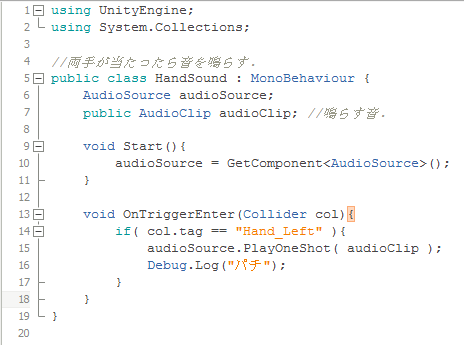 1 using UnityEngine;
2 using System.Collections;
3
4 //両手が当たったら音を鳴らす.
5 public class HandSound : MonoBehaviour {
6 AudioSource audioSource;
7 public AudioClip audioClip; //鳴らす音.
8
9 void Start(){
10 audioSource = GetComponent<AudioSource>();
11 }
12
13 void OnTriggerEnter(Collider col){
14 if( col.tag == "Hand_Left" ){
15 audioSource.PlayOneShot( audioClip );
16 Debug.Log("パチ");
17 }
18 }
19 }
20